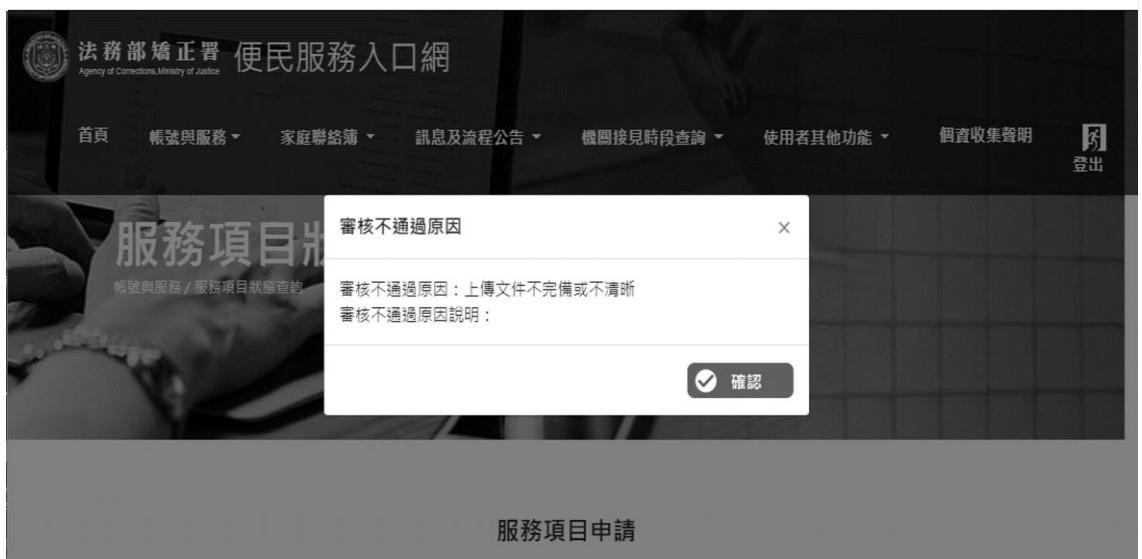 法務部矯正署 便民服務入口網
Agency of Corrections, Ministry of Justice
首頁 帳號與服務 家庭聯絡簿 訊息及流程公告 機關接見時段查詢 使用者其他功能 個資收集聲明 登出
服務項目狀
帳號與服務 / 服務項目狀態查詢
審核不通過原因 ×
審核不通過原因：上傳文件不完備或不清晰
審核不通過原因說明：
確認
服務項目申請